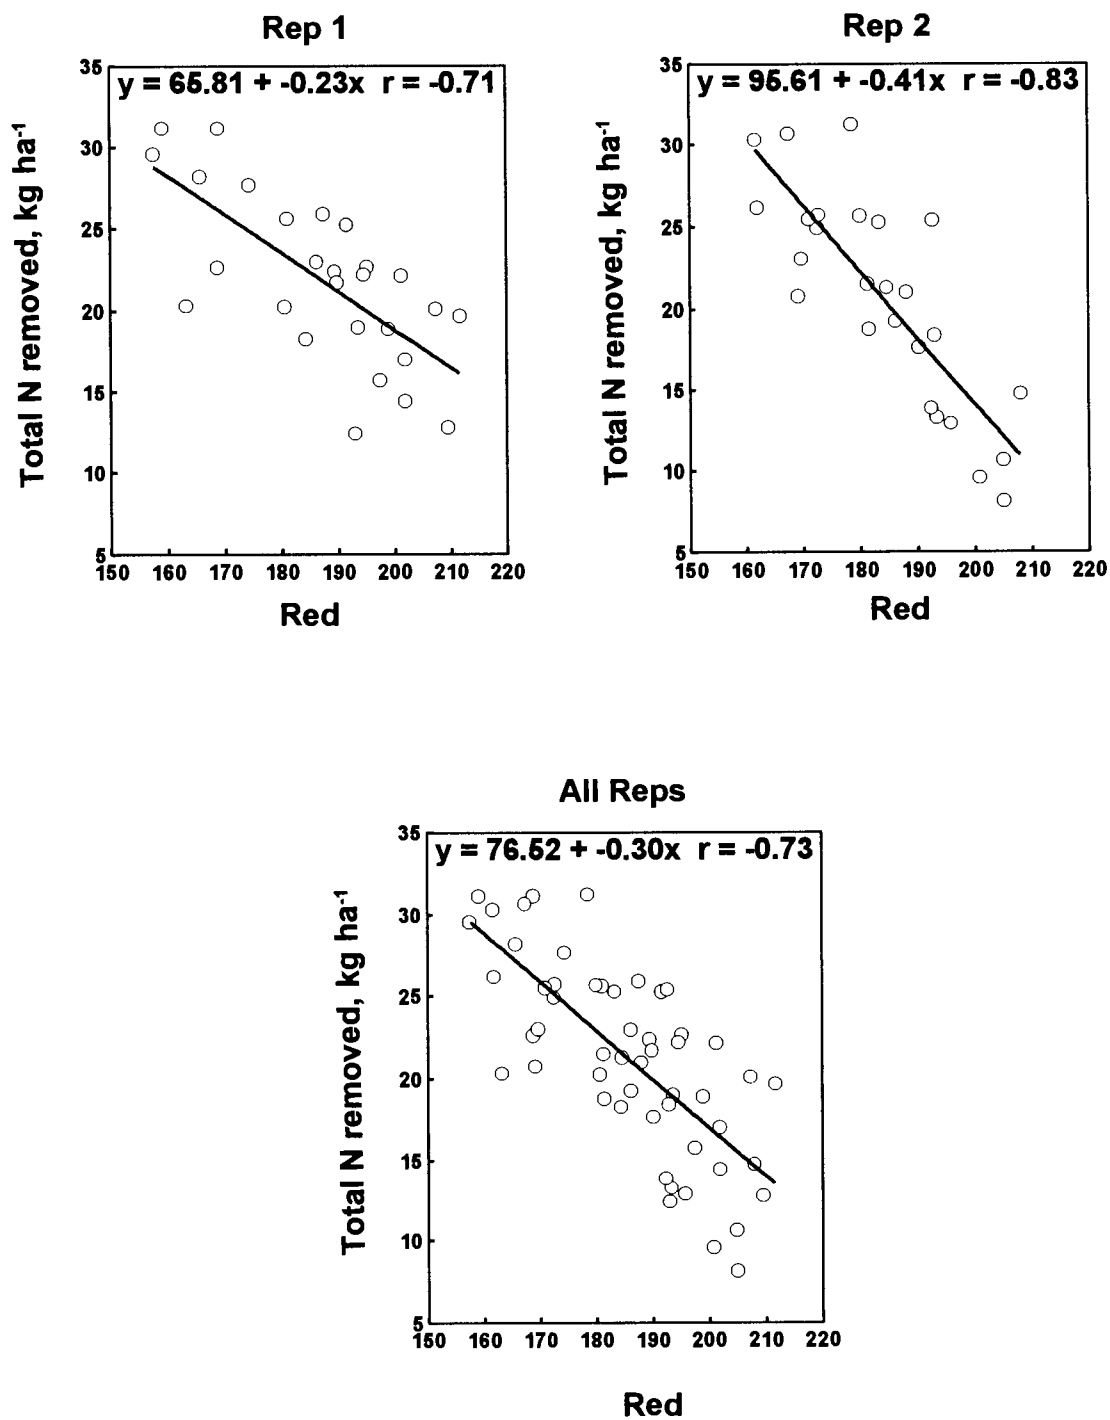 Rep 1
y = 65.81 + -0.23x r = -0.71
Total N removed, kg ha-1
35
30
25
20
15
10
5
150 160 170 180 190 200 210 220
Red
Rep 2
y = 95.61 + -0.41x r = -0.83
Total N removed, kg ha-1
35
30
25
20
15
10
5
150 160 170 180 190 200 210 220
Red
All Reps
y = 76.52 + -0.30x r = -0.73
Total N removed, kg ha-1
35
30
25
20
15
10
5
150 160 170 180 190 200 210 220
Red